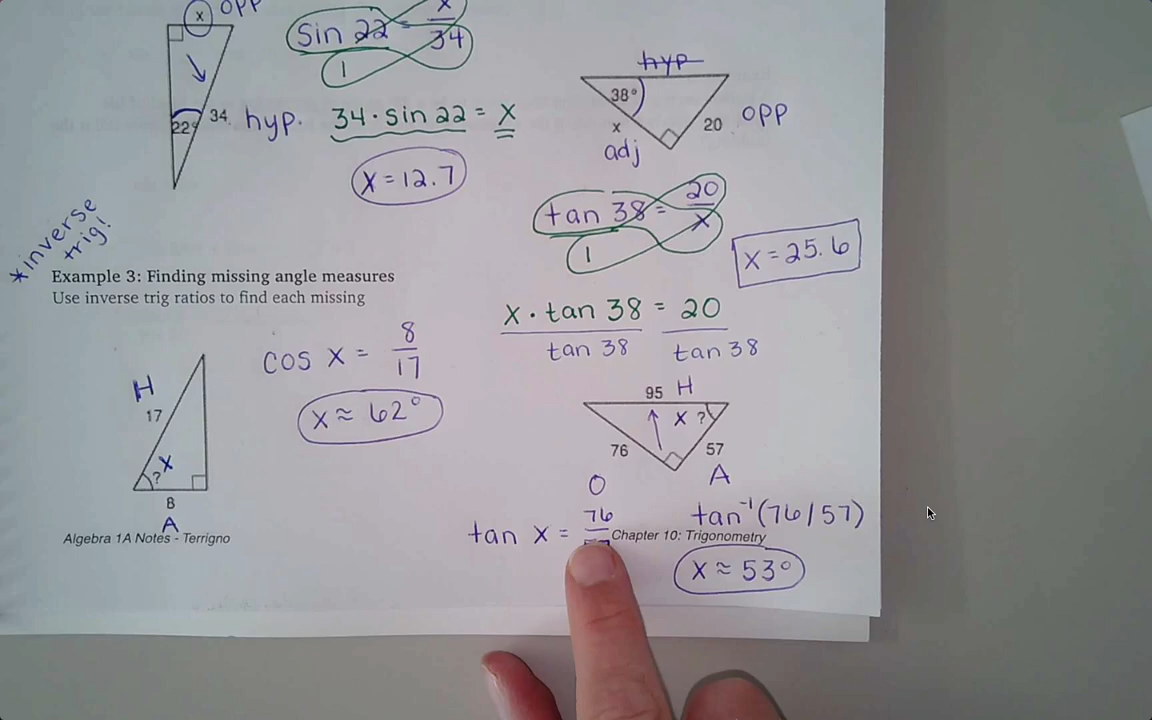 x opp
sin 22 = x/34
1
22°
34
hyp.
34 · sin 22 = x
x = 12.7
hyp
38°
x
adj
20
opp
tan 38 = 20/x
1
x = 25.6
x · tan 38 = 20
tan 38 tan 38
*inverse
trig!
Example 3: Finding missing angle measures
Use inverse trig ratios to find each missing
H
17
x
?
8
A
cos x = 8/17
x ≈ 62°
95 H
x ?
76
57
O
A
tan x = 76
tan⁻¹(76/57)
x ≈ 53°
Algebra 1A Notes - Terrigno
Chapter 10: Trigonometry